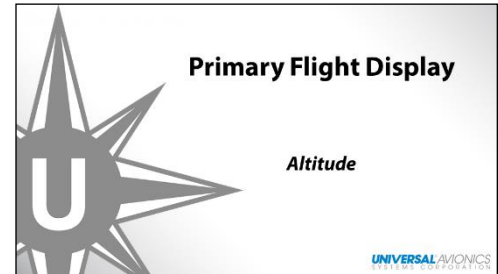 Primary Flight Display
Altitude
U
UNIVERSAL AVIONICS
SYSTEMS CORPORATION